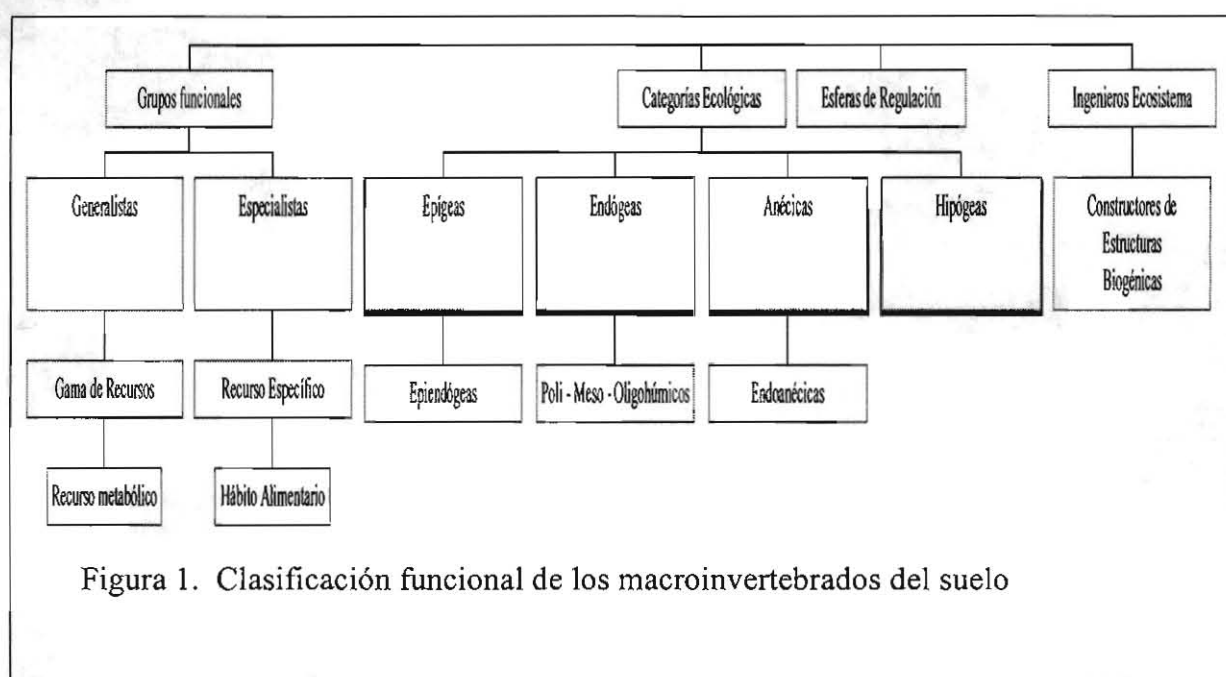 Grupos funcionales
Categorías Ecológicas
Esferas de Regulación
Ingenieros Ecosistema
Generalistas
Especialistas
Epígeas
Endógeas
Anécicas
Hipógeas
Constructores de
Estructuras
Biogénicas
Gama de Recursos
Recurso Específico
Epiendógeas
Poli - Meso - Oligohúmicos
Endoanécicas
Recurso metabólico
Hábito Alimentario
Figura 1. Clasificación funcional de los macroinvertebrados del suelo